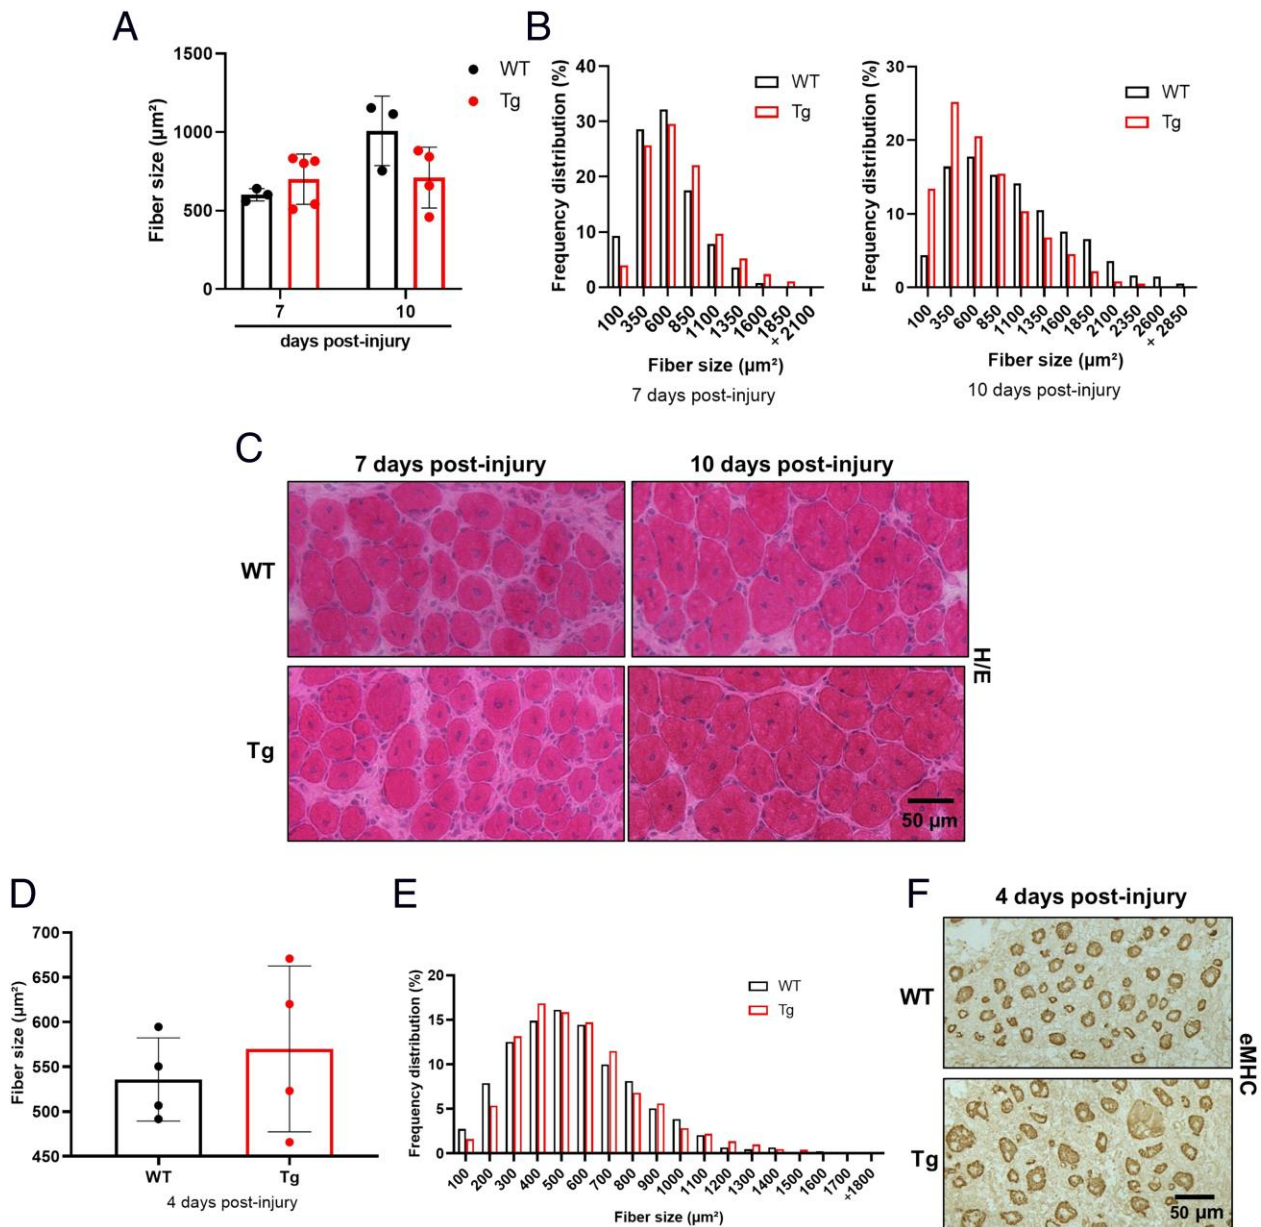 A
1500
1000
500
0
Fiber size (µm²)
7
10
days post-injury
WT
Tg
B
40
30
20
10
0
Frequency distribution (%)
WT
Tg
100
350
600
850
1100
1350
1600
1850
+ 2100
Fiber size (µm²)
7 days post-injury
30
20
10
0
Frequency distribution (%)
WT
Tg
100
350
600
850
1100
1350
1600
1850
2100
2350
2600
+ 2850
Fiber size (µm²)
10 days post-injury
C
7 days post-injury
10 days post-injury
WT
Tg
H/E
50 µm
D
700
650
600
550
500
450
Fiber size (µm²)
WT
Tg
4 days post-injury
E
20
15
10
5
0
Frequency distribution (%)
WT
Tg
100
200
300
400
500
600
700
800
900
1000
1100
1200
1300
1400
1500
1600
1700
+1800
Fiber size (µm²)
F
4 days post-injury
WT
Tg
eMHC
50 µm